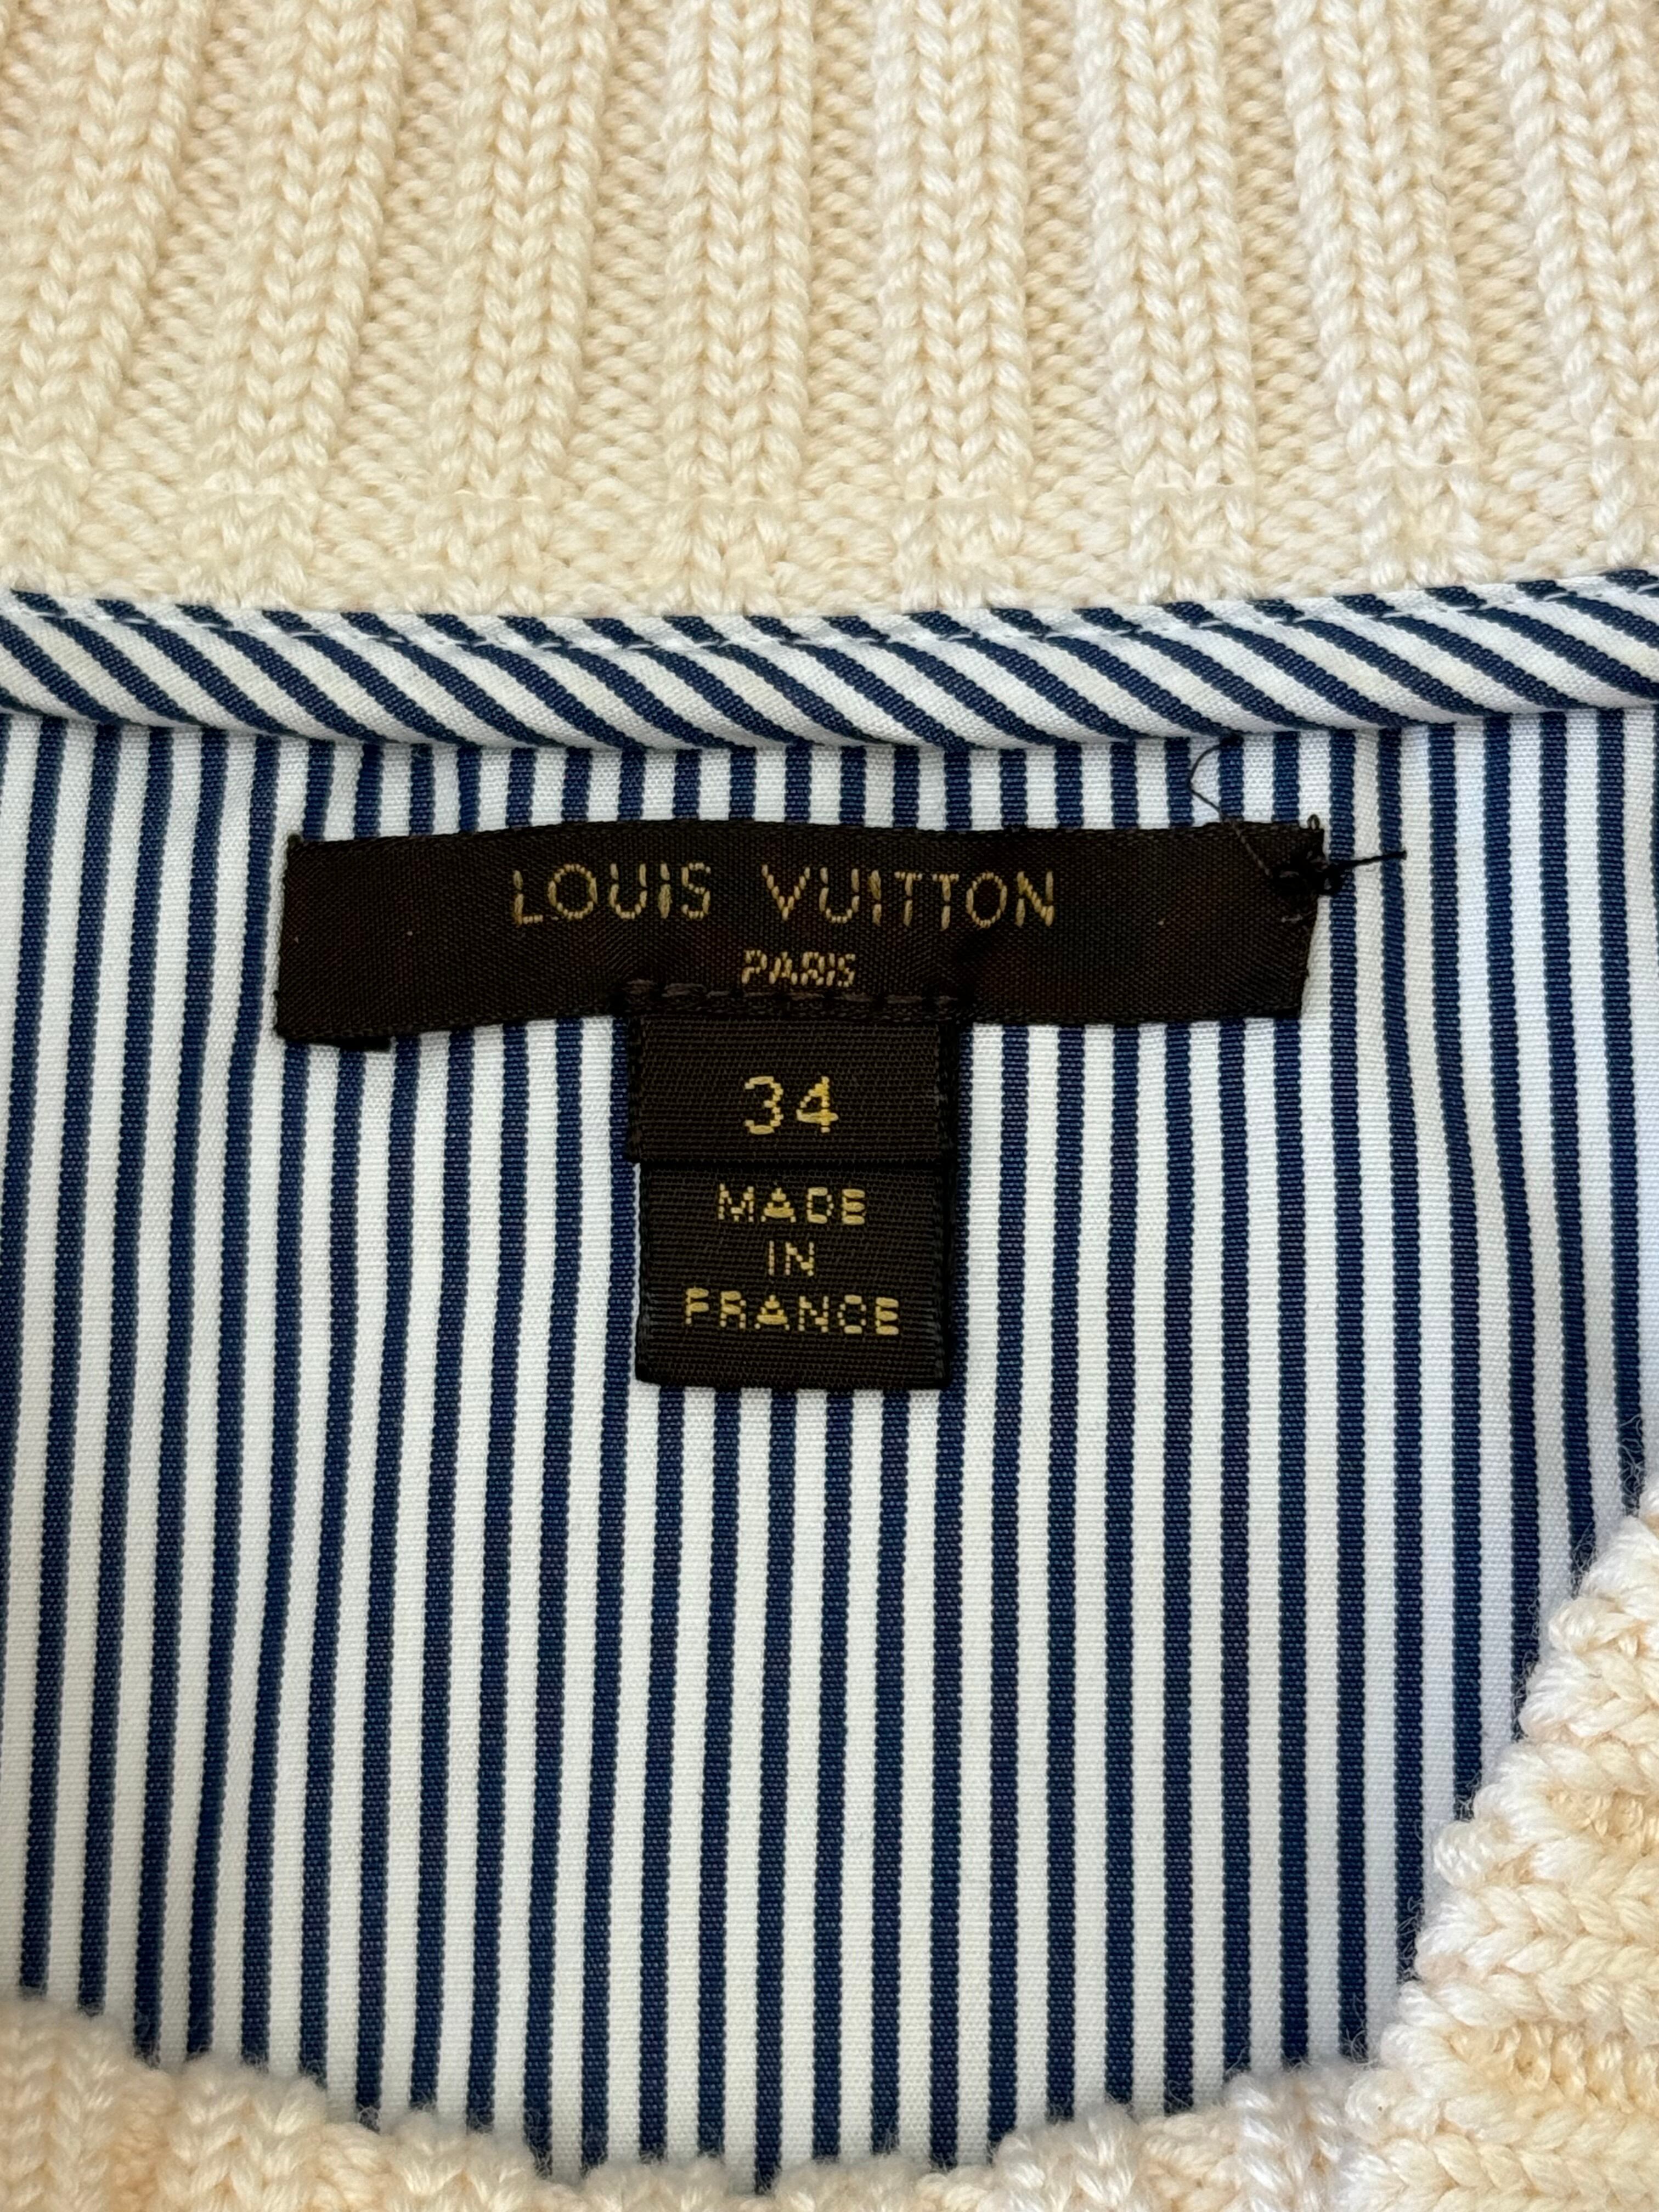 LOUIS VUITTON
PARIS
34
MADE
IN
FRANCE